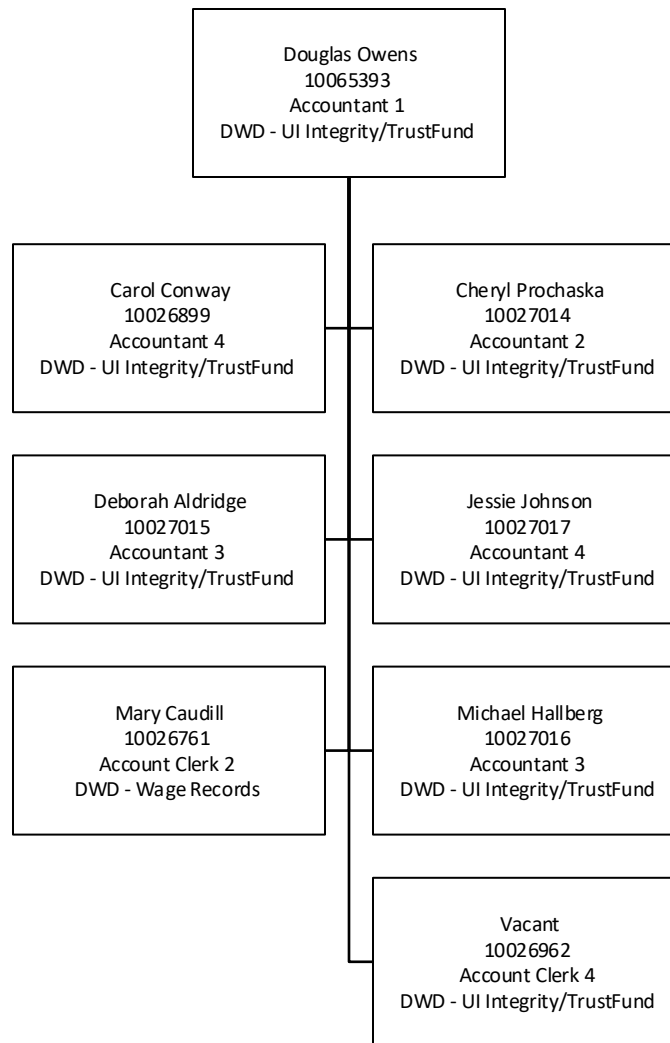 Douglas Owens
10065393
Accountant 1
DWD - UI Integrity/TrustFund
Carol Conway
10026899
Accountant 4
DWD - UI Integrity/TrustFund
Cheryl Prochaska
10027014
Accountant 2
DWD - UI Integrity/TrustFund
Deborah Aldridge
10027015
Accountant 3
DWD - UI Integrity/TrustFund
Jessie Johnson
10027017
Accountant 4
DWD - UI Integrity/TrustFund
Mary Caudill
10026761
Account Clerk 2
DWD - Wage Records
Michael Hallberg
10027016
Accountant 3
DWD - UI Integrity/TrustFund
Vacant
10026962
Account Clerk 4
DWD - UI Integrity/TrustFund